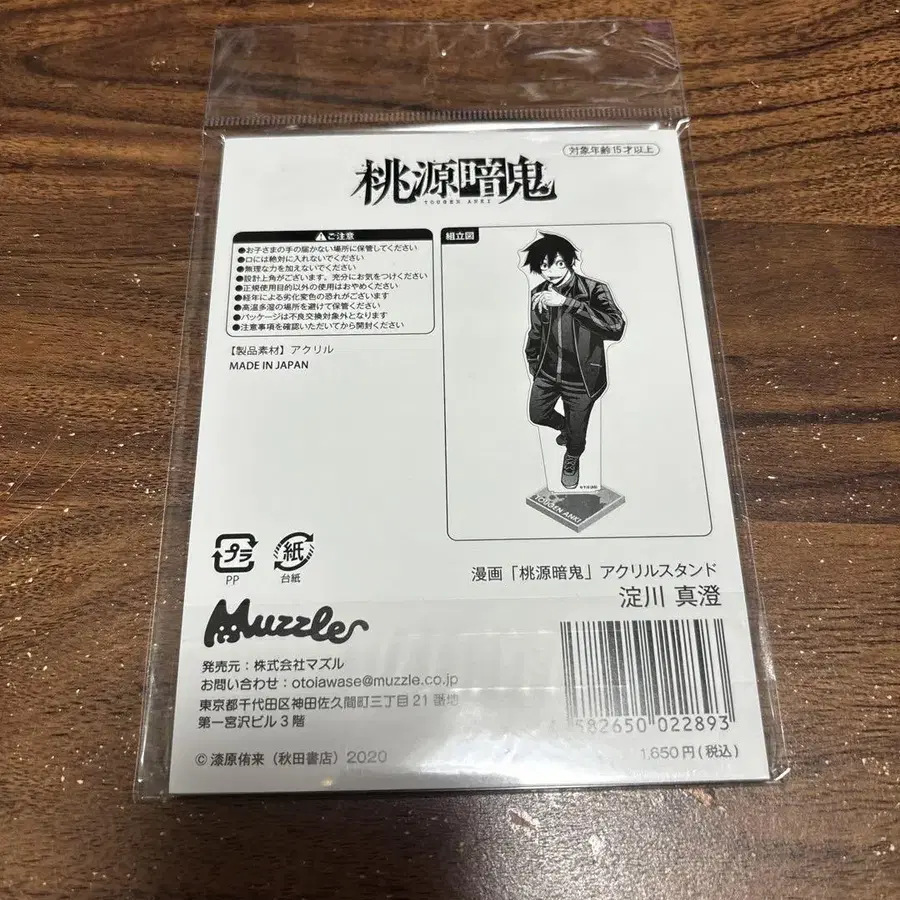 対象年齢15才以上
桃源暗鬼
TOUGEN ANKI
ご注意
●お子さまの手の届かない場所に保管してください
●口には絶対に入れないでください
●無理な力を加えないでください
●設計上角がございます。充分にお気をつけください
●正規使用目的以外の使用はおやめください
●経年による劣化変色の恐れがございます
●高温多湿の場所を避けて保管ください
●パッケージは不良交換対象外となります
●注意事項を確認いただいてから開封ください
組立図
TOUGEN ANKI
【製品素材】アクリル
MADE IN JAPAN
プラ
PP
紙
台紙
漫画「桃源暗鬼」アクリルスタンド
淀川 真澄
Muzzle
発売元:株式会社マズル
お問い合わせ:otoiawase@muzzle.co.jp
東京都千代田区神田佐久間町三丁目21番地
第一宮沢ビル3階
582650 022893
1,650円(税込)
©漆原侑来(秋田書店)2020